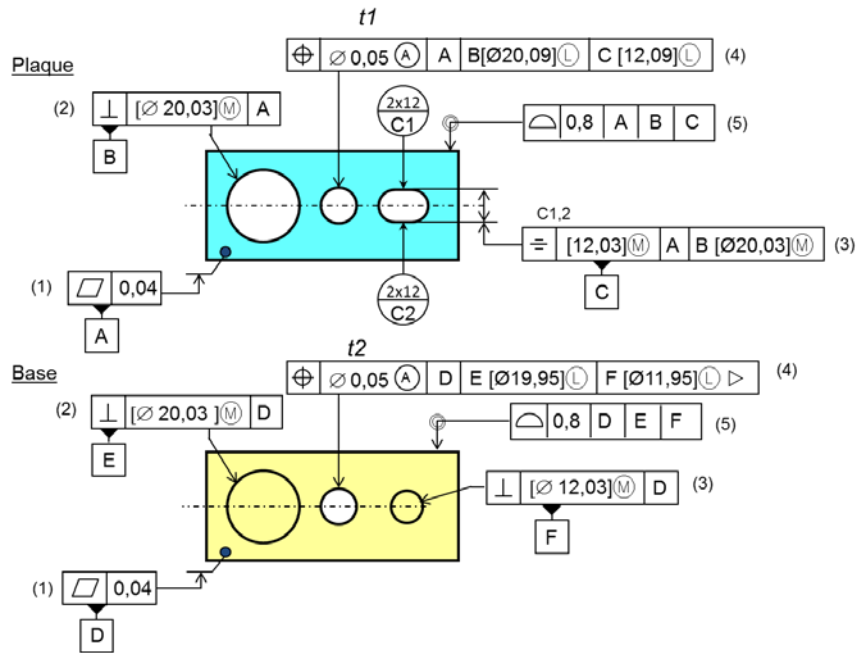 t1
⌖ ∅ 0,05 Ⓐ A B[Ø20,09]Ⓛ C [12,09]Ⓛ (4)
Plaque
(2) ⊥ [∅ 20,03]Ⓜ A
B
2x12
C1
⌓ 0,8 A B C (5)
C1,2
⌯ [12,03]Ⓜ A B [Ø20,03]Ⓜ (3)
C
(1) ⏥ 0,04
A
2x12
C2
t2
⌖ ∅ 0,05 Ⓐ D E [Ø19,95]Ⓛ F [Ø11,95]Ⓛ ▷ (4)
Base
(2) ⊥ [∅ 20,03 ]Ⓜ D
E
⌓ 0,8 D E F (5)
⊥ [∅ 12,03]Ⓜ D (3)
F
(1) ⏥ 0,04
D